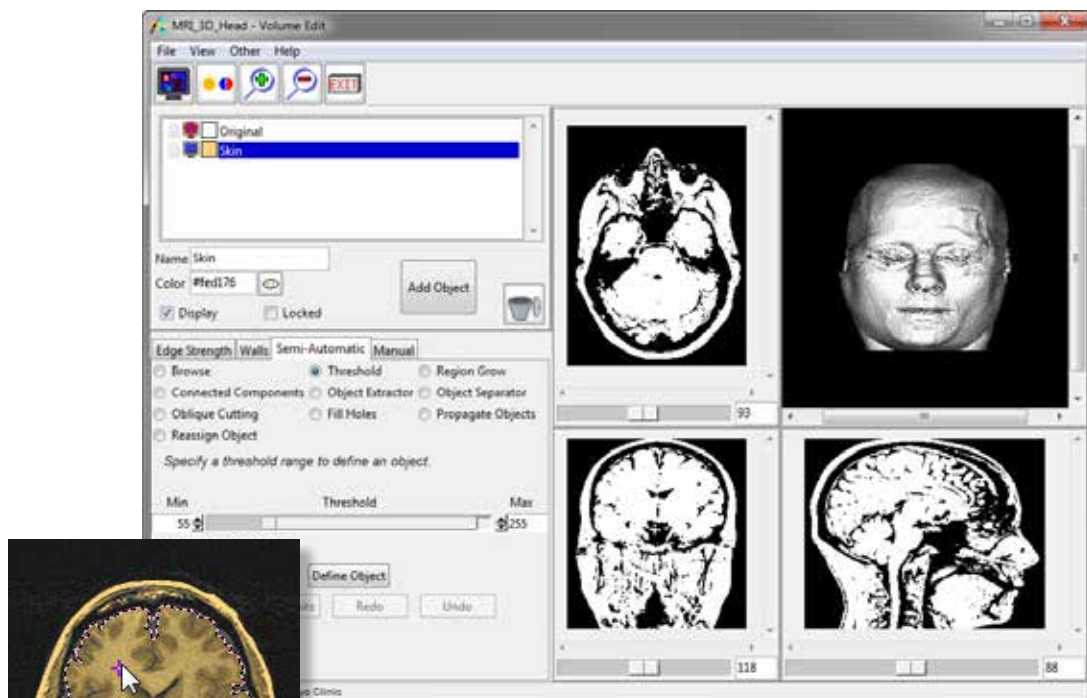 MRI_3D_Head - Volume Edit
File View Other Help
EXIT
Original
Skin
Name Skin
Color #fed176
Add Object
Display Locked
Edge Strength Walls Semi-Automatic Manual
Browse Threshold Region Grow
Connected Components Object Extractor Object Separator
Oblique Cutting Fill Holes Propagate Objects
Reassign Object
Specify a threshold range to define an object.
Min Threshold Max
55 255
Define Object
Redo Undo
93
118
88
Clinic